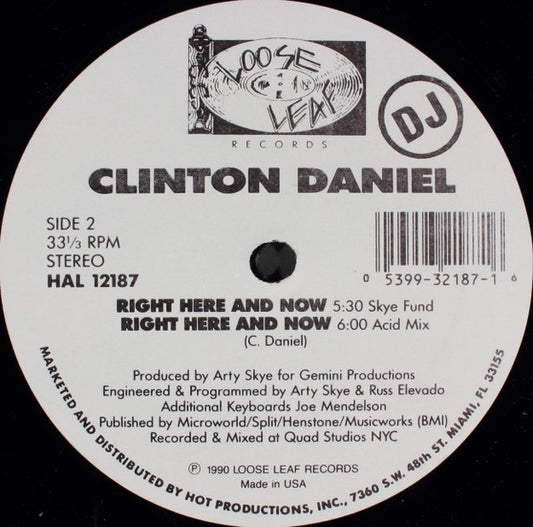 LOOSE
LEAF
RECORDS
DJ
CLINTON DANIEL
SIDE 2
33⅓ RPM
STEREO
HAL 12187
0 5399-32187-1 6
RIGHT HERE AND NOW 5:30 Skye Fund
RIGHT HERE AND NOW 6:00 Acid Mix
(C. Daniel)
Produced by Arty Skye for Gemini Productions
Engineered & Programmed by Arty Skye & Russ Elevado
Additional Keyboards Joe Mendelson
Published by Microworld/Split/Henstone/Musicworks (BMI)
Recorded & Mixed at Quad Studios NYC
℗ 1990 LOOSE LEAF RECORDS
Made in USA
MARKETED AND DISTRIBUTED BY HOT PRODUCTIONS, INC., 7360 S.W. 48th ST. MIAMI, FL 33155